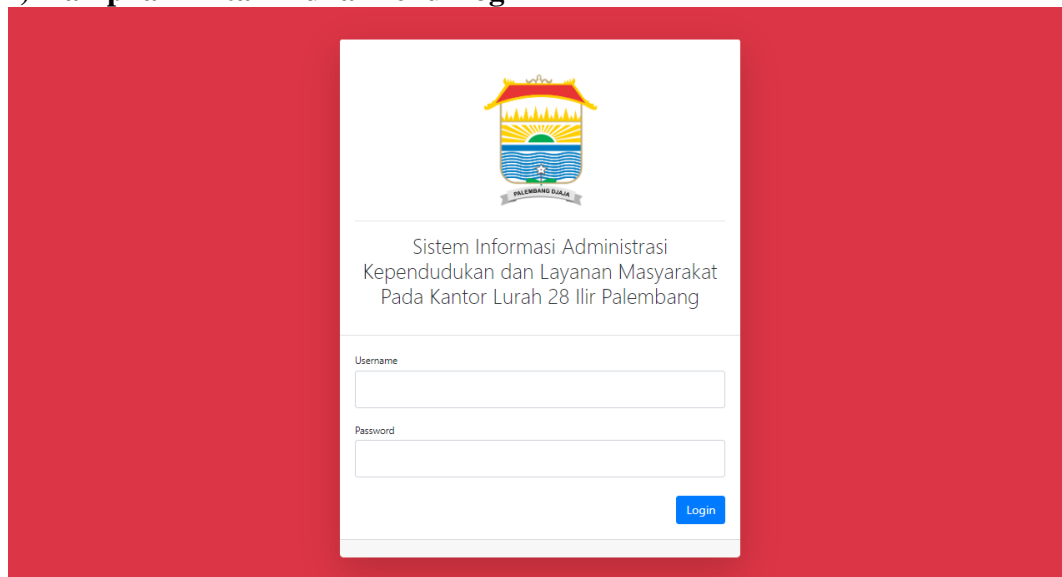 PALEMBANG DJAJA
Sistem Informasi Administrasi
Kependudukan dan Layanan Masyarakat
Pada Kantor Lurah 28 Ilir Palembang
Username
Password
Login